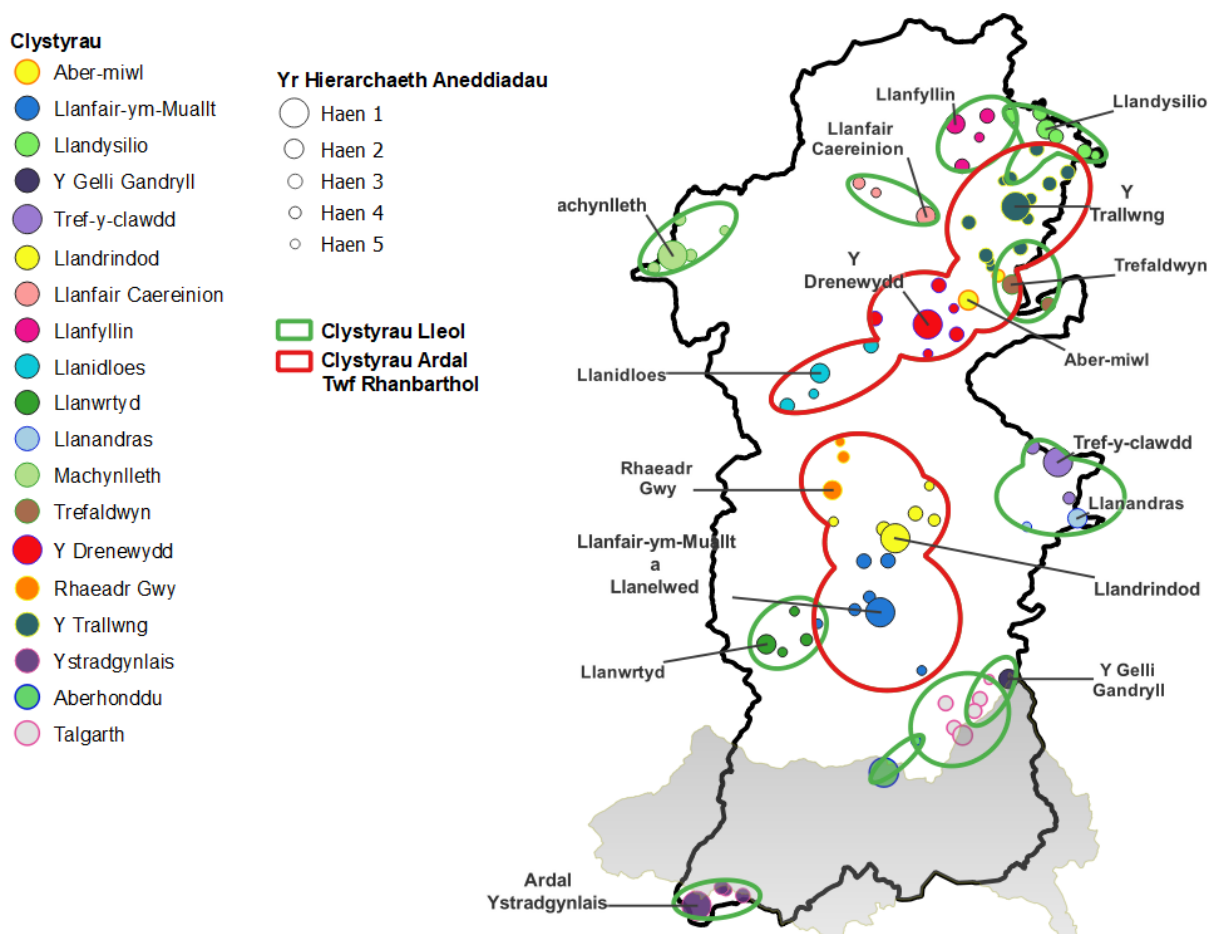 Clystyrau
Aber-miwl
Llanfair-ym-Muallt
Llandysilio
Y Gelli Gandryll
Tref-y-clawdd
Llandrindod
Llanfair Caereinion
Llanfyllin
Llanidloes
Llanwrtyd
Llanandras
Machynlleth
Trefaldwyn
Y Drenewydd
Rhaeadr Gwy
Y Trallwng
Ystradgynlais
Aberhonddu
Talgarth
Yr Hierarchaeth Aneddiadau
Haen 1
Haen 2
Haen 3
Haen 4
Haen 5
Clystyrau Lleol
Clystyrau Ardal
Twf Rhanbarthol
Llanfyllin
Llandysilio
Llanfair
Caereinion
achynlleth
Y
Trallwng
Y
Drenewydd
Trefaldwyn
Aber-miwl
Llanidloes
Tref-y-clawdd
Rhaeadr
Gwy
Llanandras
Llanfair-ym-Muallt
a
Llanelwed
Llandrindod
Llanwrtyd
Y Gelli
Gandryll
Ardal
Ystradgynlais